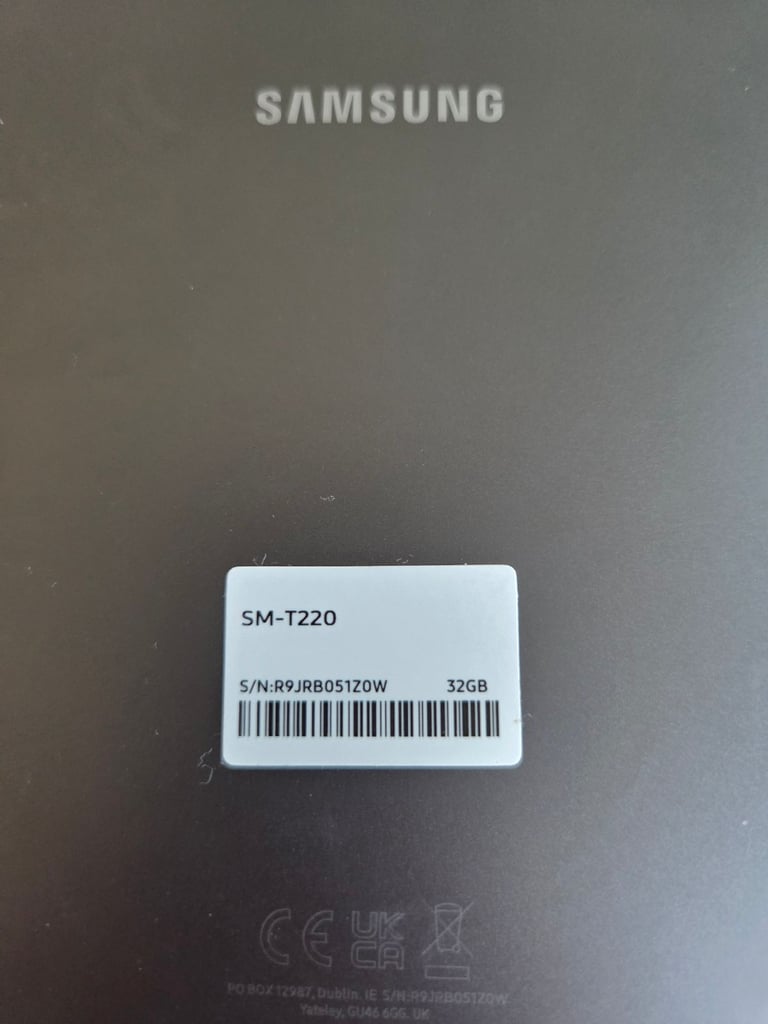 SAMSUNG
SM-T220
S/N:R9JRB051Z0W 32GB
CE UK CA
PO BOX 12987, Dublin. IE S/N:R9JRB051Z0W
Yateley, GU46 6GG. UK